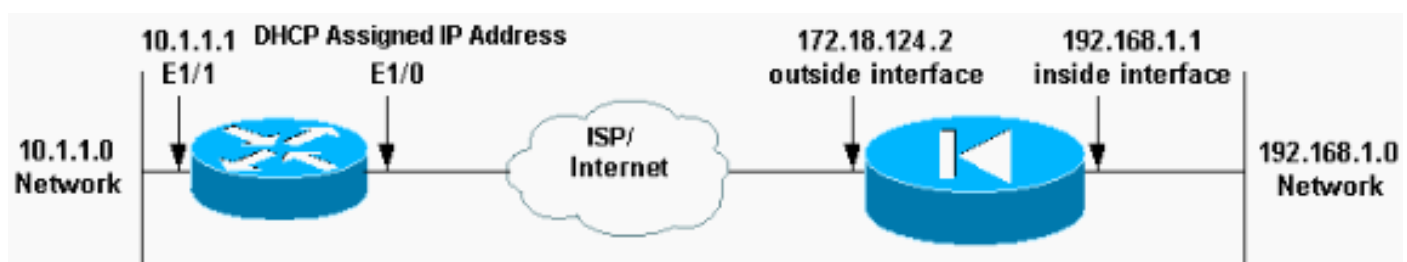 10.1.1.1
E1/1
DHCP Assigned IP Address
E1/0
172.18.124.2
outside interface
192.168.1.1
inside interface
10.1.1.0
Network
ISP/
Internet
192.168.1.0
Network